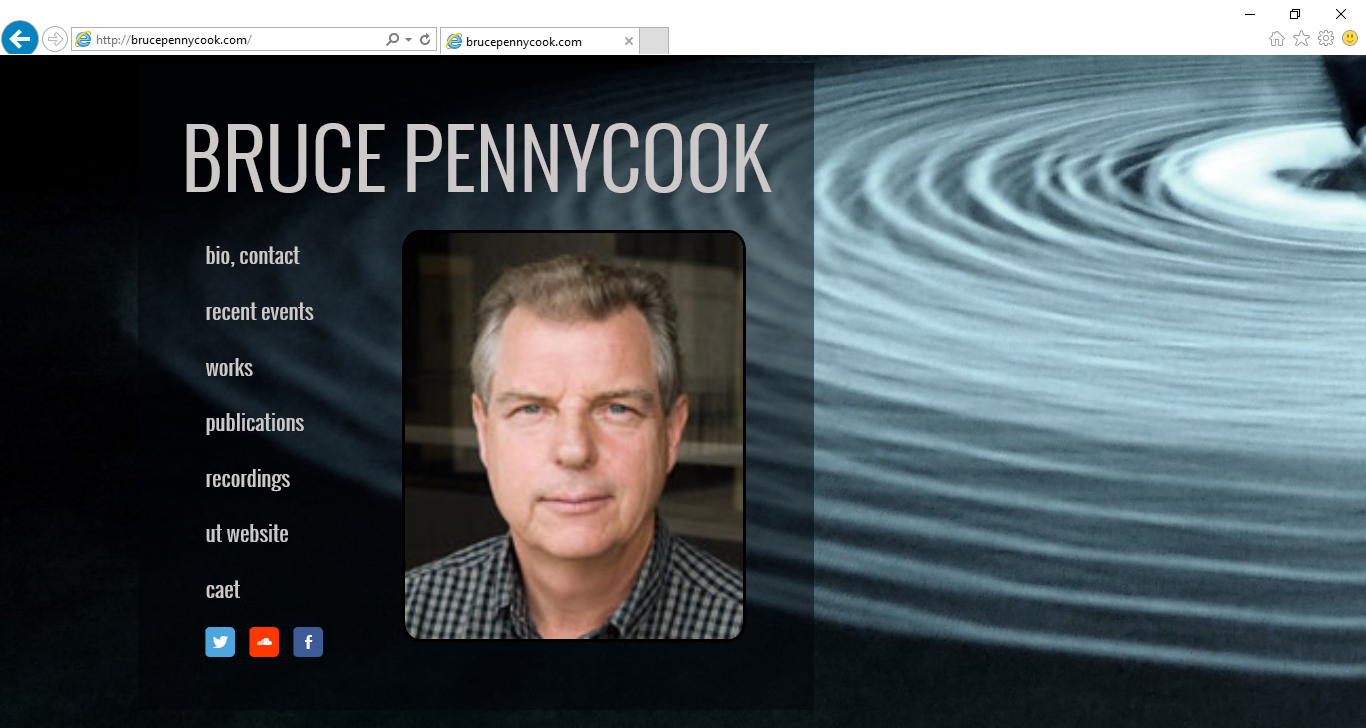 http://brucepennycook.com/
brucepennycook.com
BRUCE PENNYCOOK
bio, contact
recent events
works
publications
recordings
ut website
caet
f